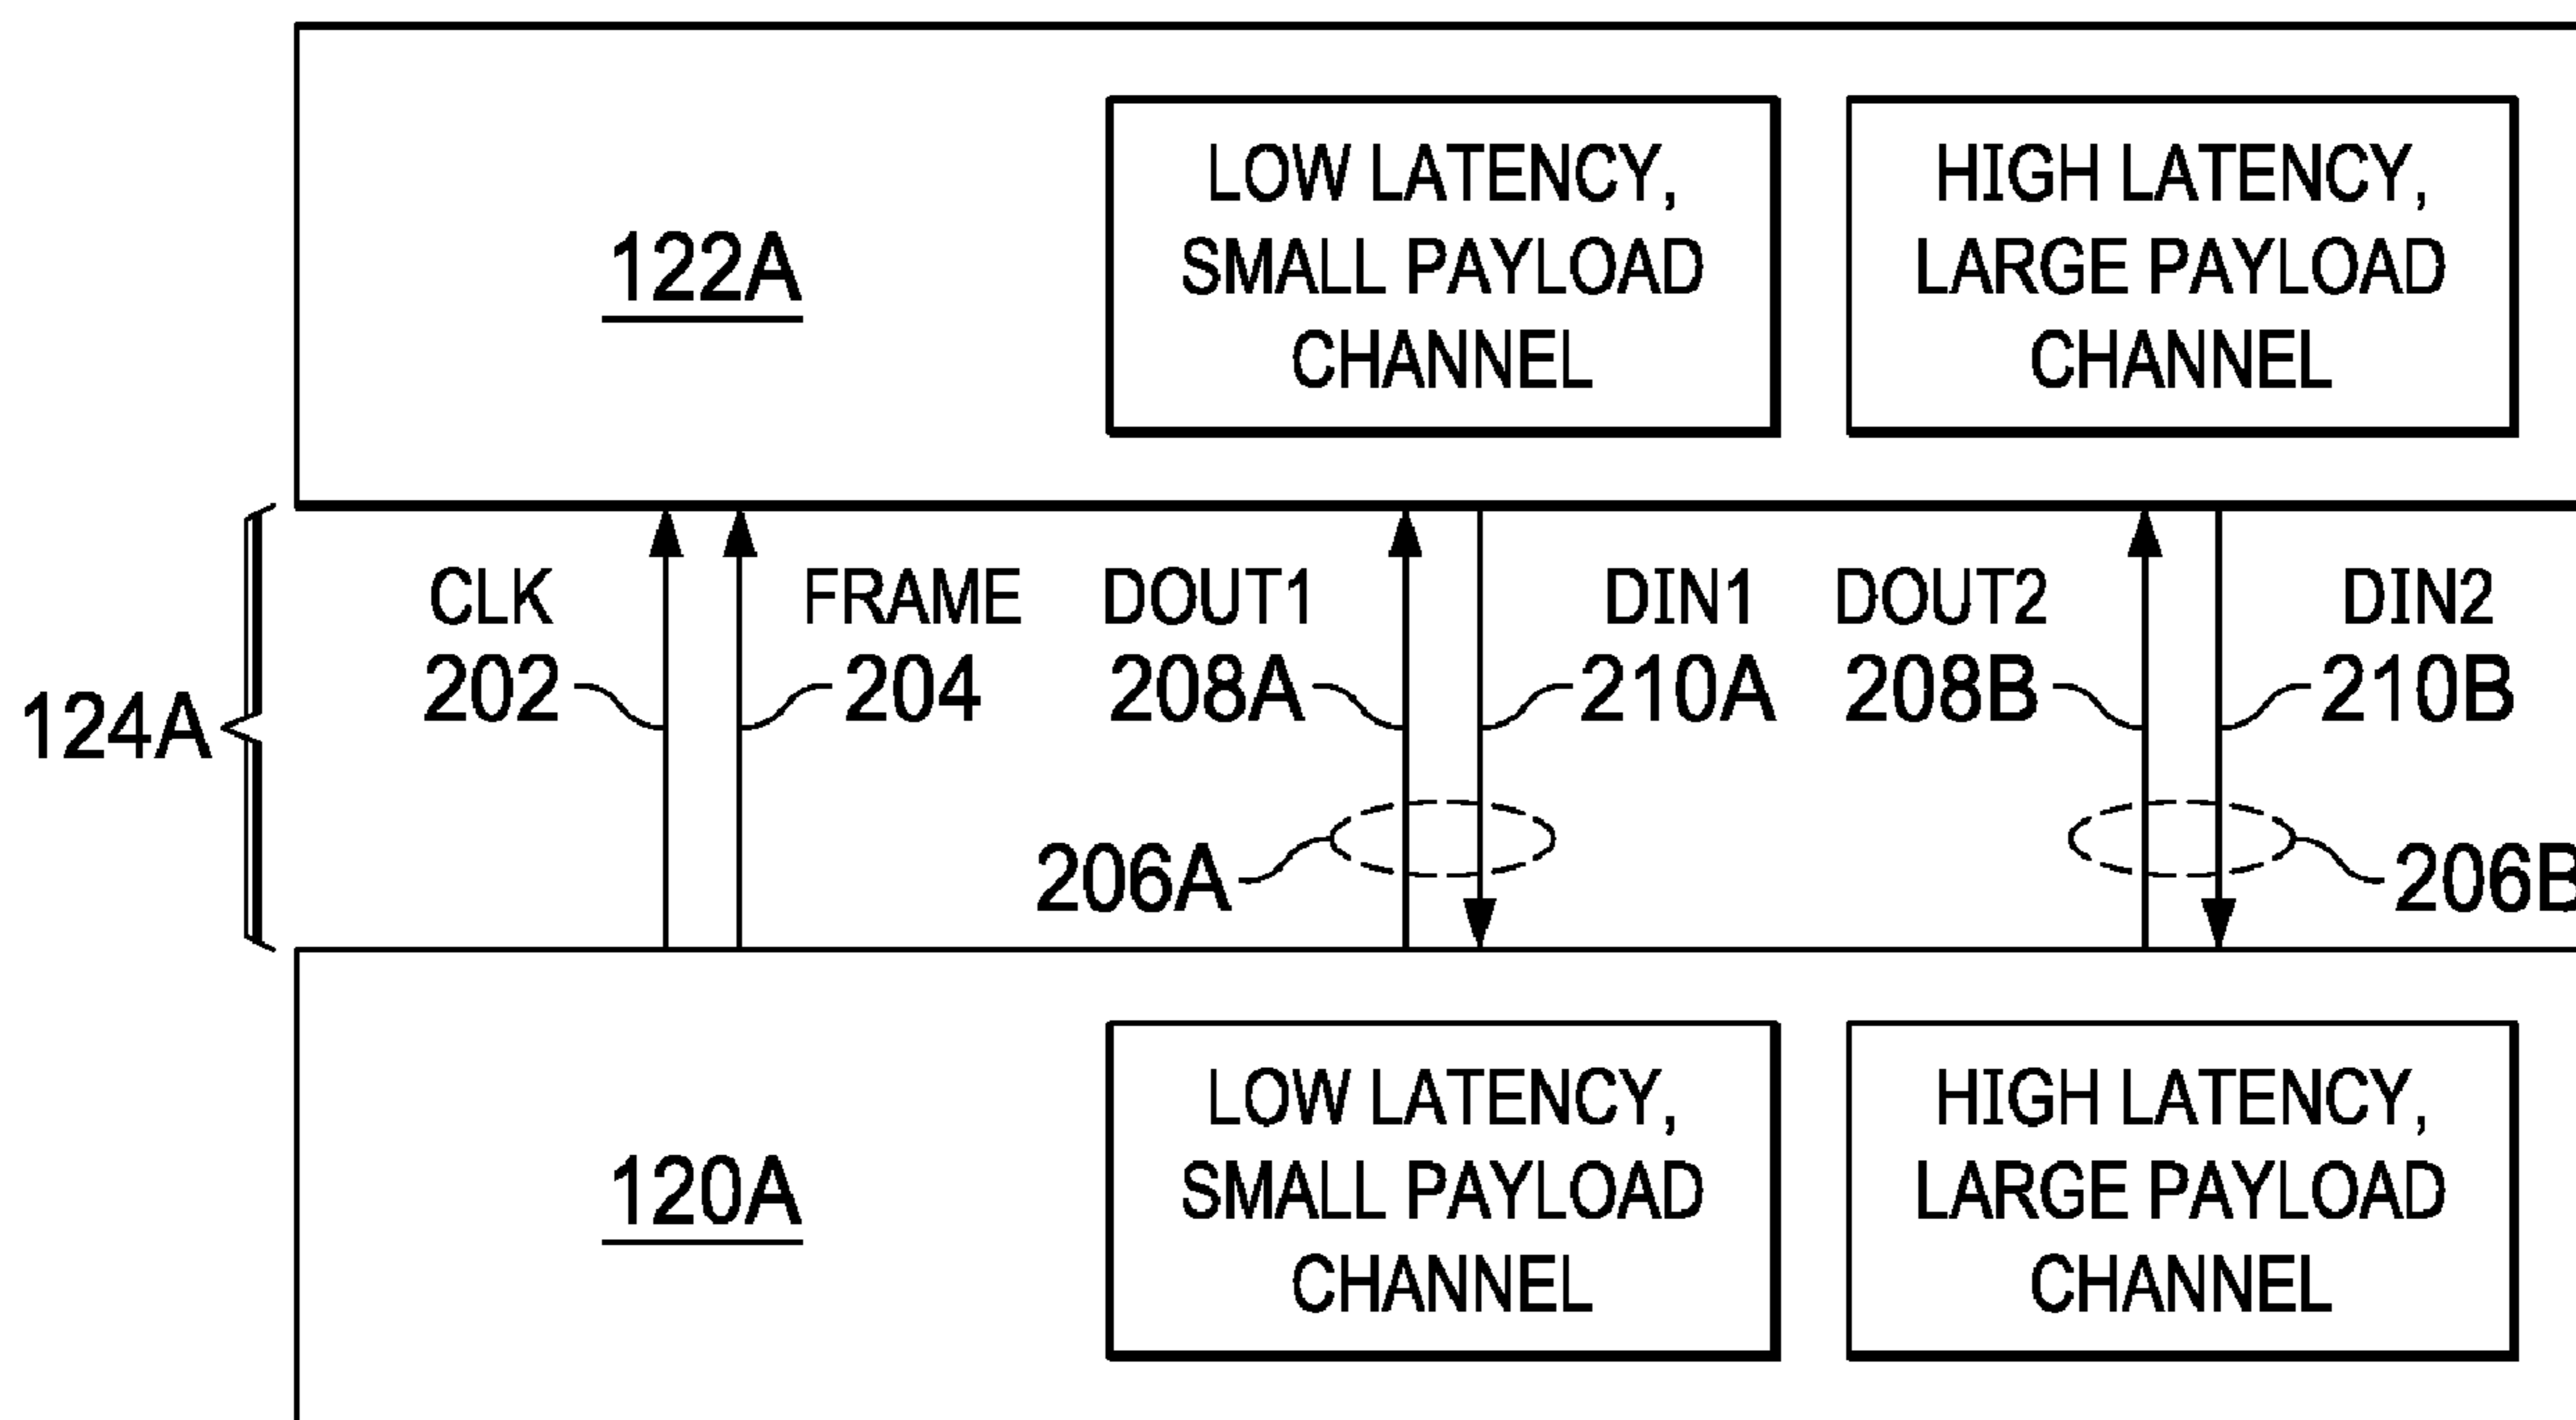 122A
LOW LATENCY,
SMALL PAYLOAD
CHANNEL
HIGH LATENCY,
LARGE PAYLOAD
CHANNEL
124A
CLK
202
FRAME
204
DOUT1
208A
DIN1
210A
DOUT2
208B
DIN2
210B
206A
206B
120A
LOW LATENCY,
SMALL PAYLOAD
CHANNEL
HIGH LATENCY,
LARGE PAYLOAD
CHANNEL